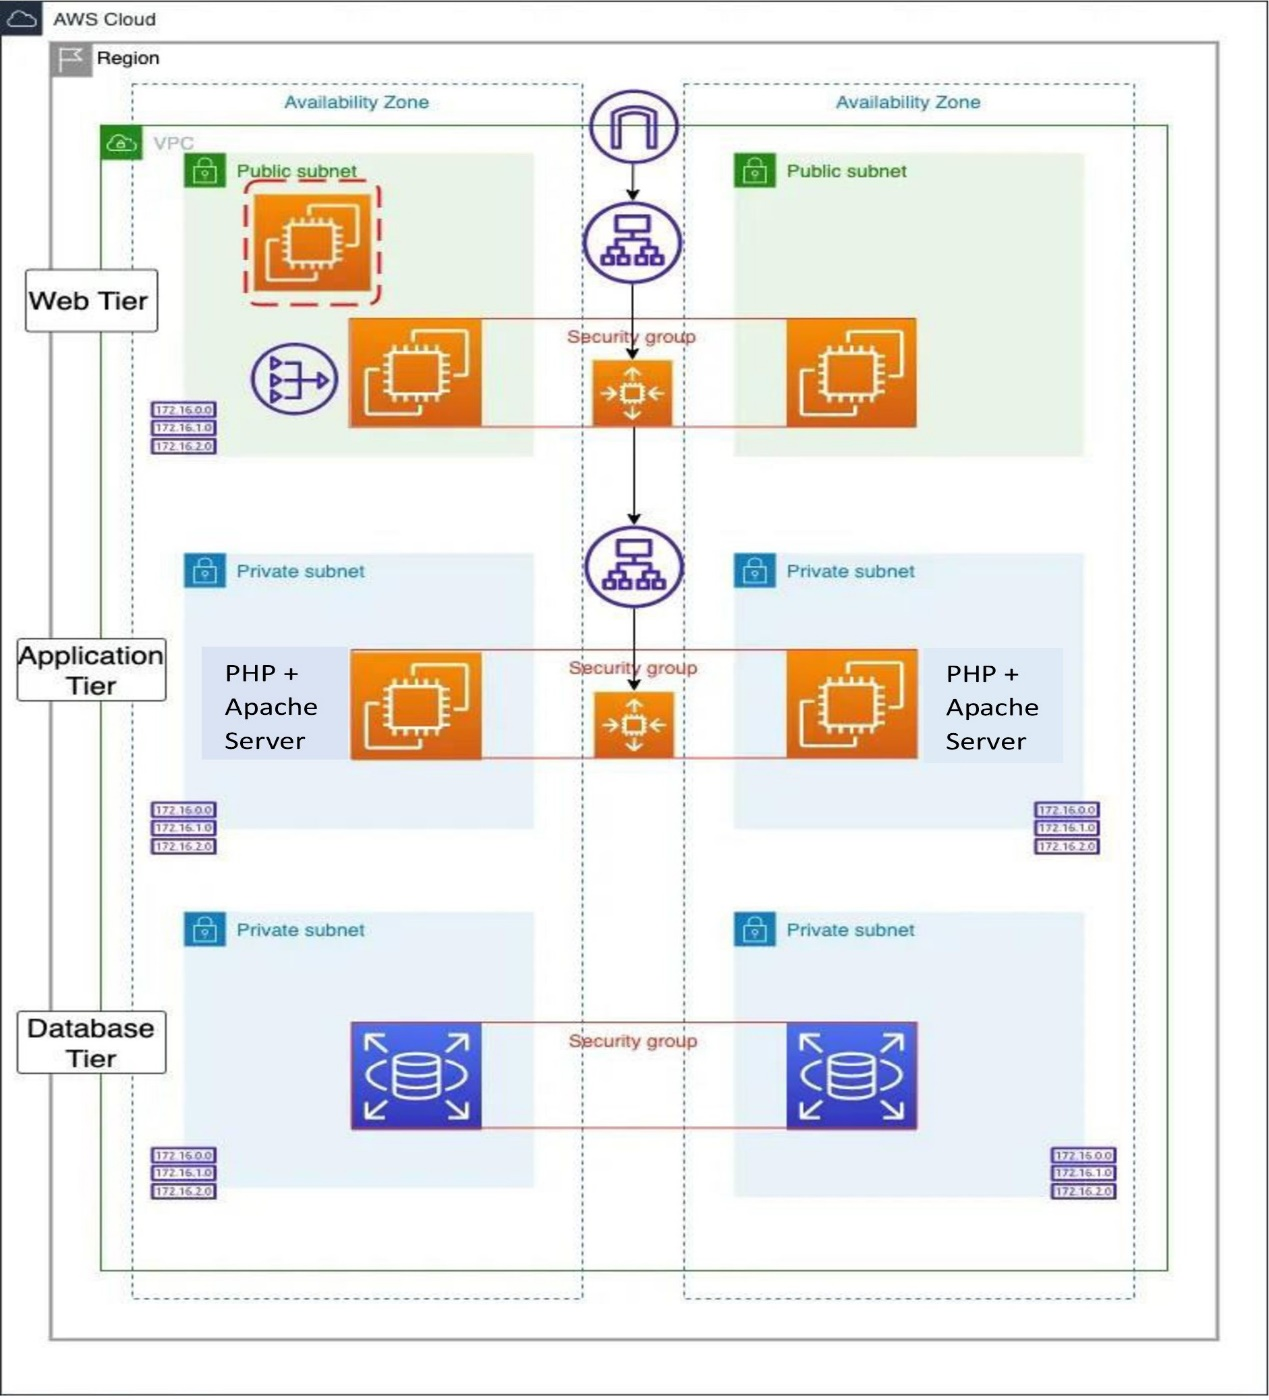 AWS Cloud
Region
Availability Zone
Availability Zone
VPC
Public subnet
Public subnet
Web Tier
Security group
172.16.0.0
172.16.1.0
172.16.2.0
Private subnet
Private subnet
Application
Tier
PHP +
Apache
Server
Security group
PHP +
Apache
Server
172.16.0.0
172.16.1.0
172.16.2.0
172.16.0.0
172.16.1.0
172.16.2.0
Private subnet
Private subnet
Database
Tier
Security group
172.16.0.0
172.16.1.0
172.16.2.0
172.16.0.0
172.16.1.0
172.16.2.0